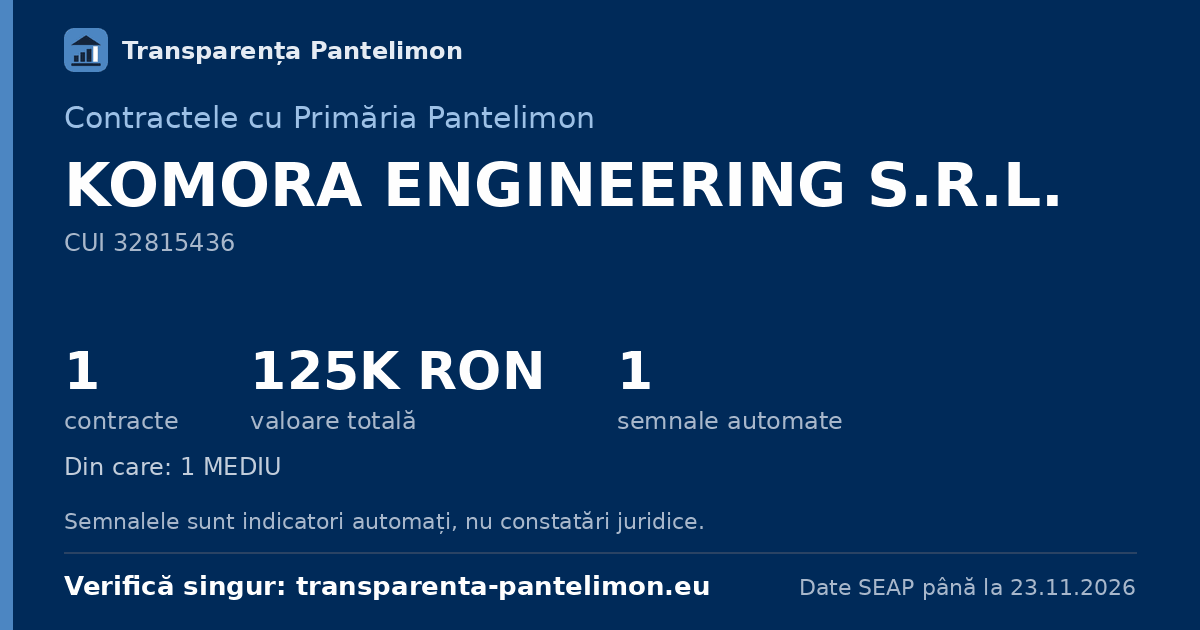 Transparența Pantelimon
Contractele cu Primăria Pantelimon
KOMORA ENGINEERING S.R.L.
CUI 32815436
1 125K RON 1
contracte valoare totală semnale automate
Din care: 1 MEDIU
Semnalele sunt indicatori automați, nu constatări juridice.
Verifică singur: transparenta-pantelimon.eu Date SEAP până la 23.11.2026